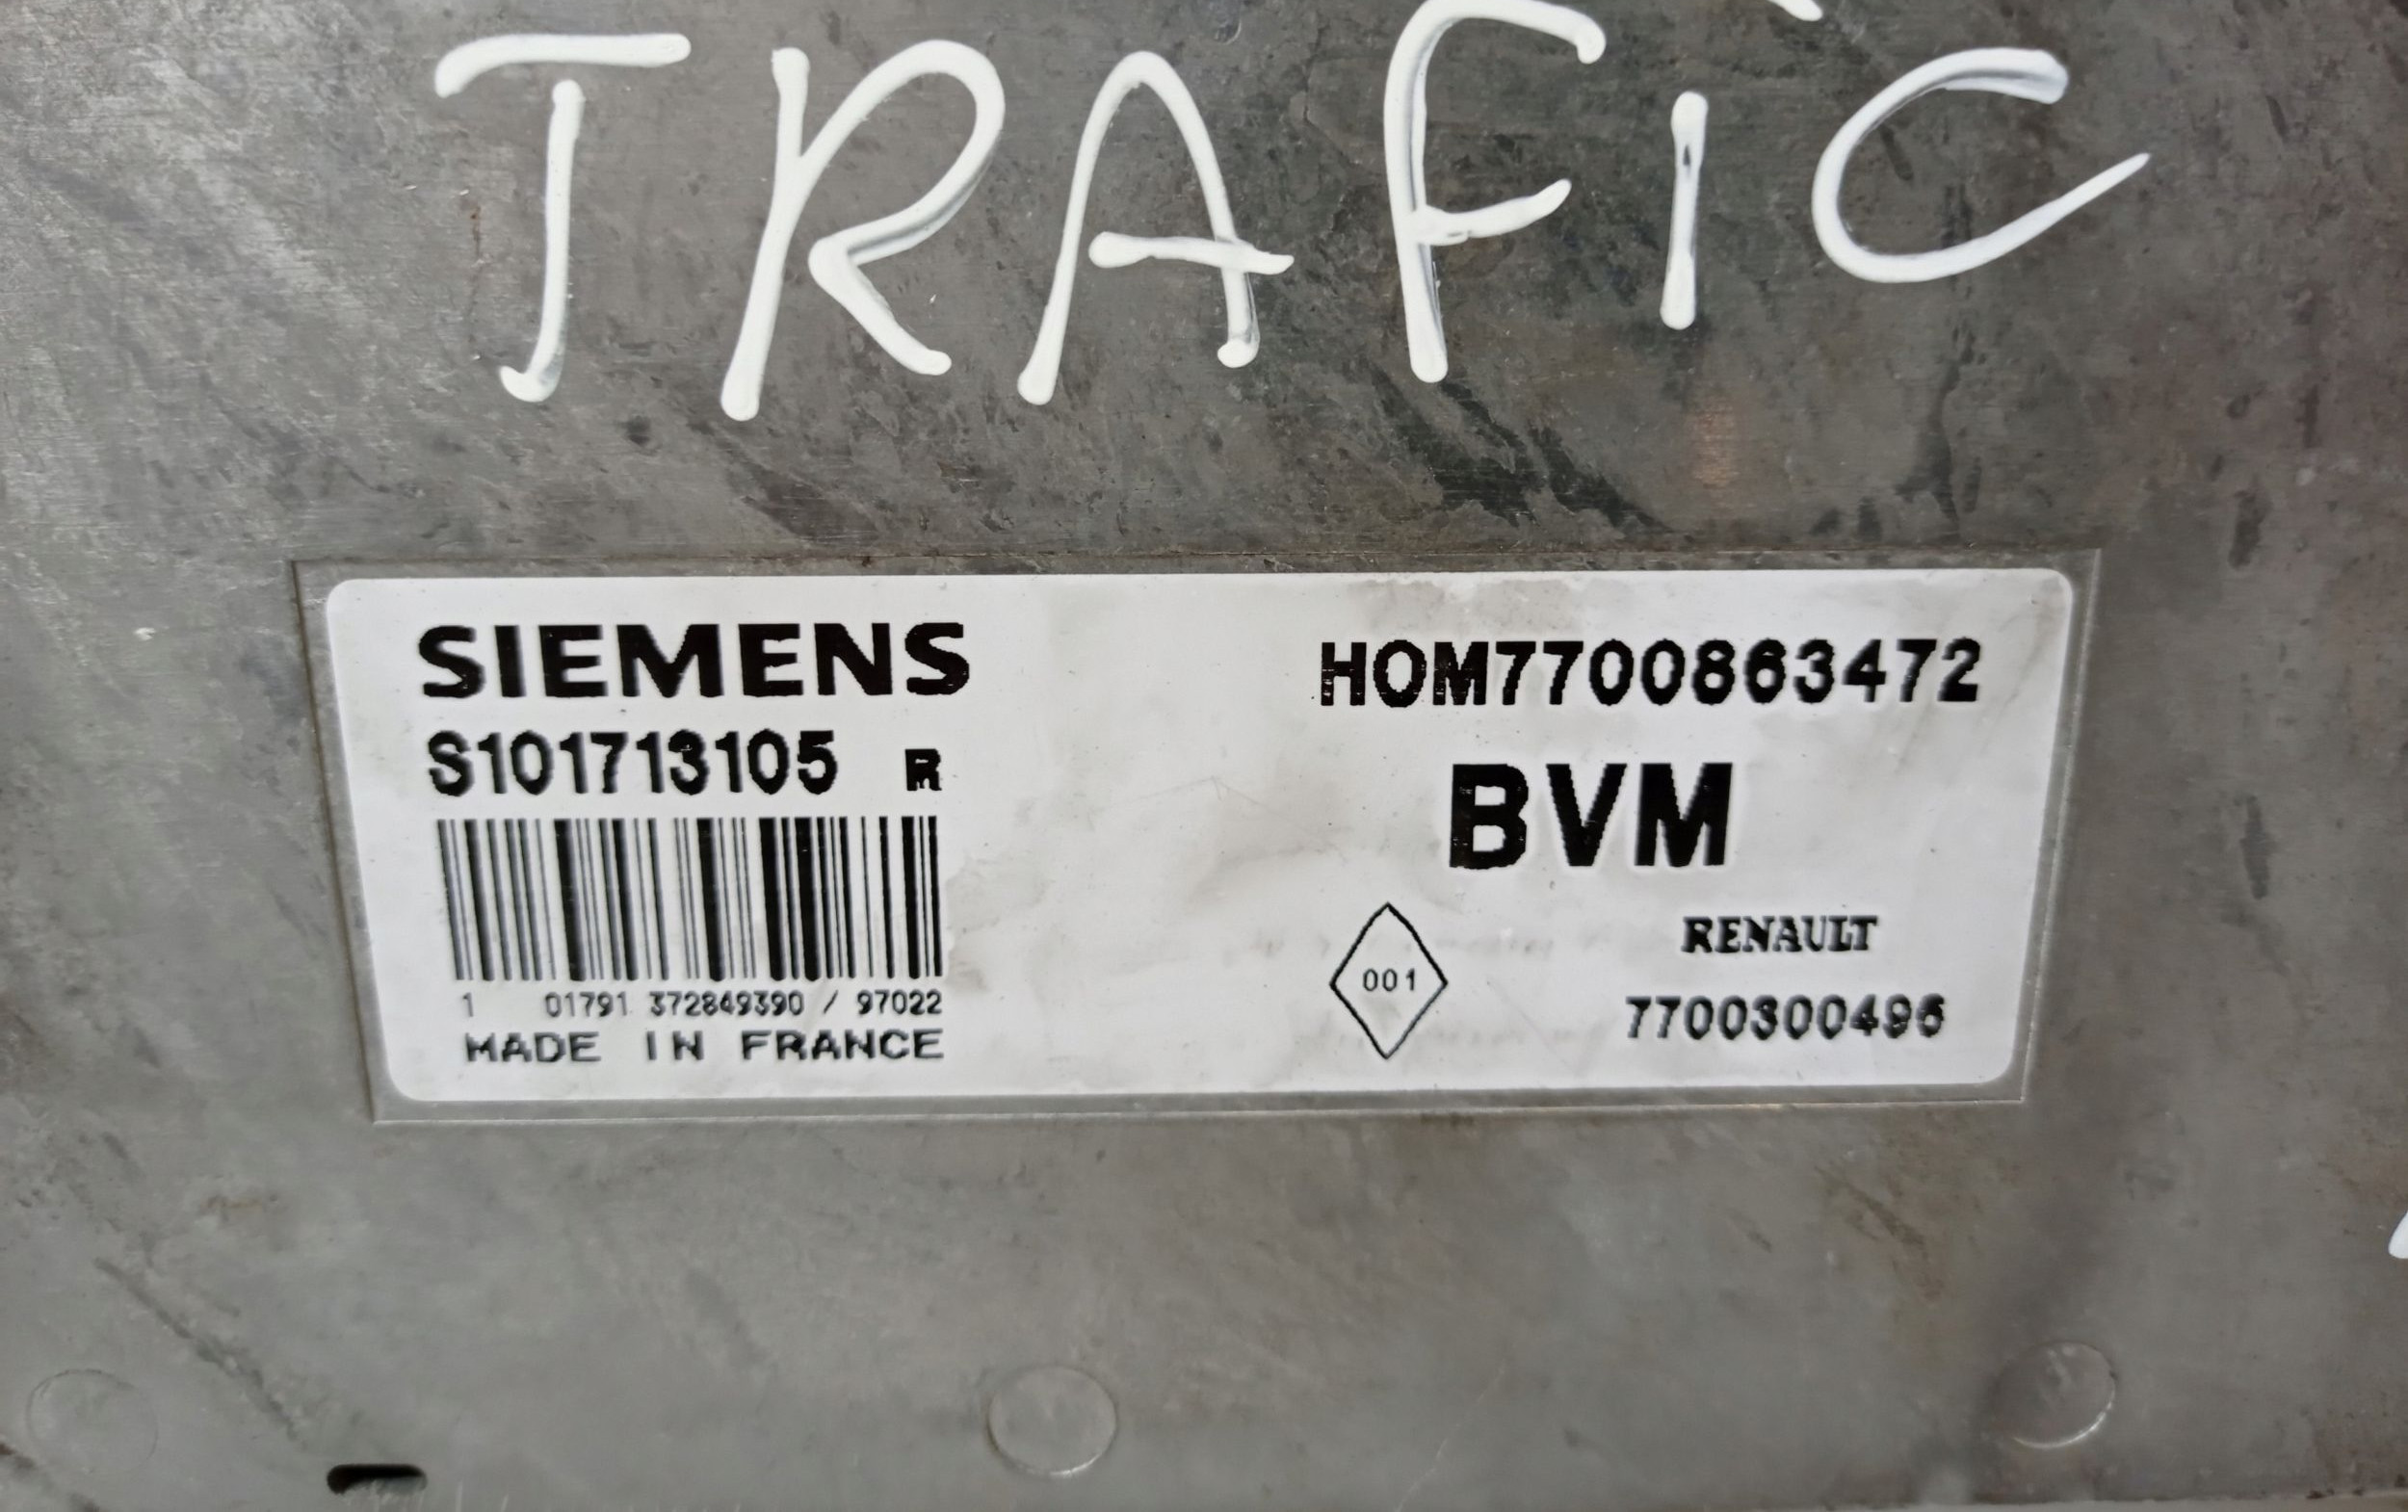 TRAFiC
SIEMENS
S101713105 R
1 01791 372849390 / 97022
MADE IN FRANCE
HOM7700863472
BVM
001
RENAULT
7700300496